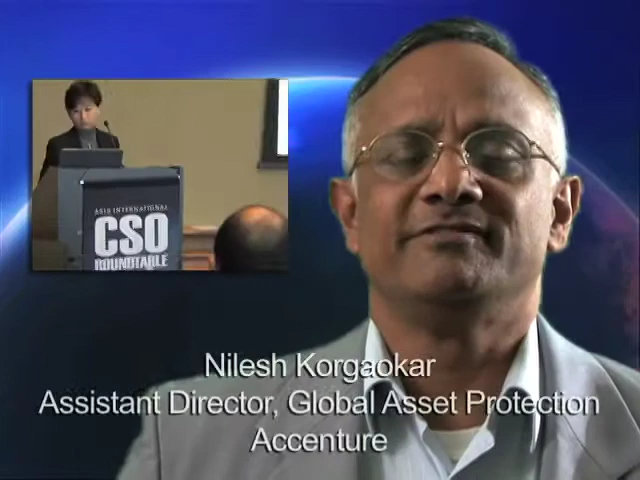 ASIS INTERNATIONAL
CSO
ROUNDTABLE
Nilesh Korgaokar
Assistant Director, Global Asset Protection
Accenture